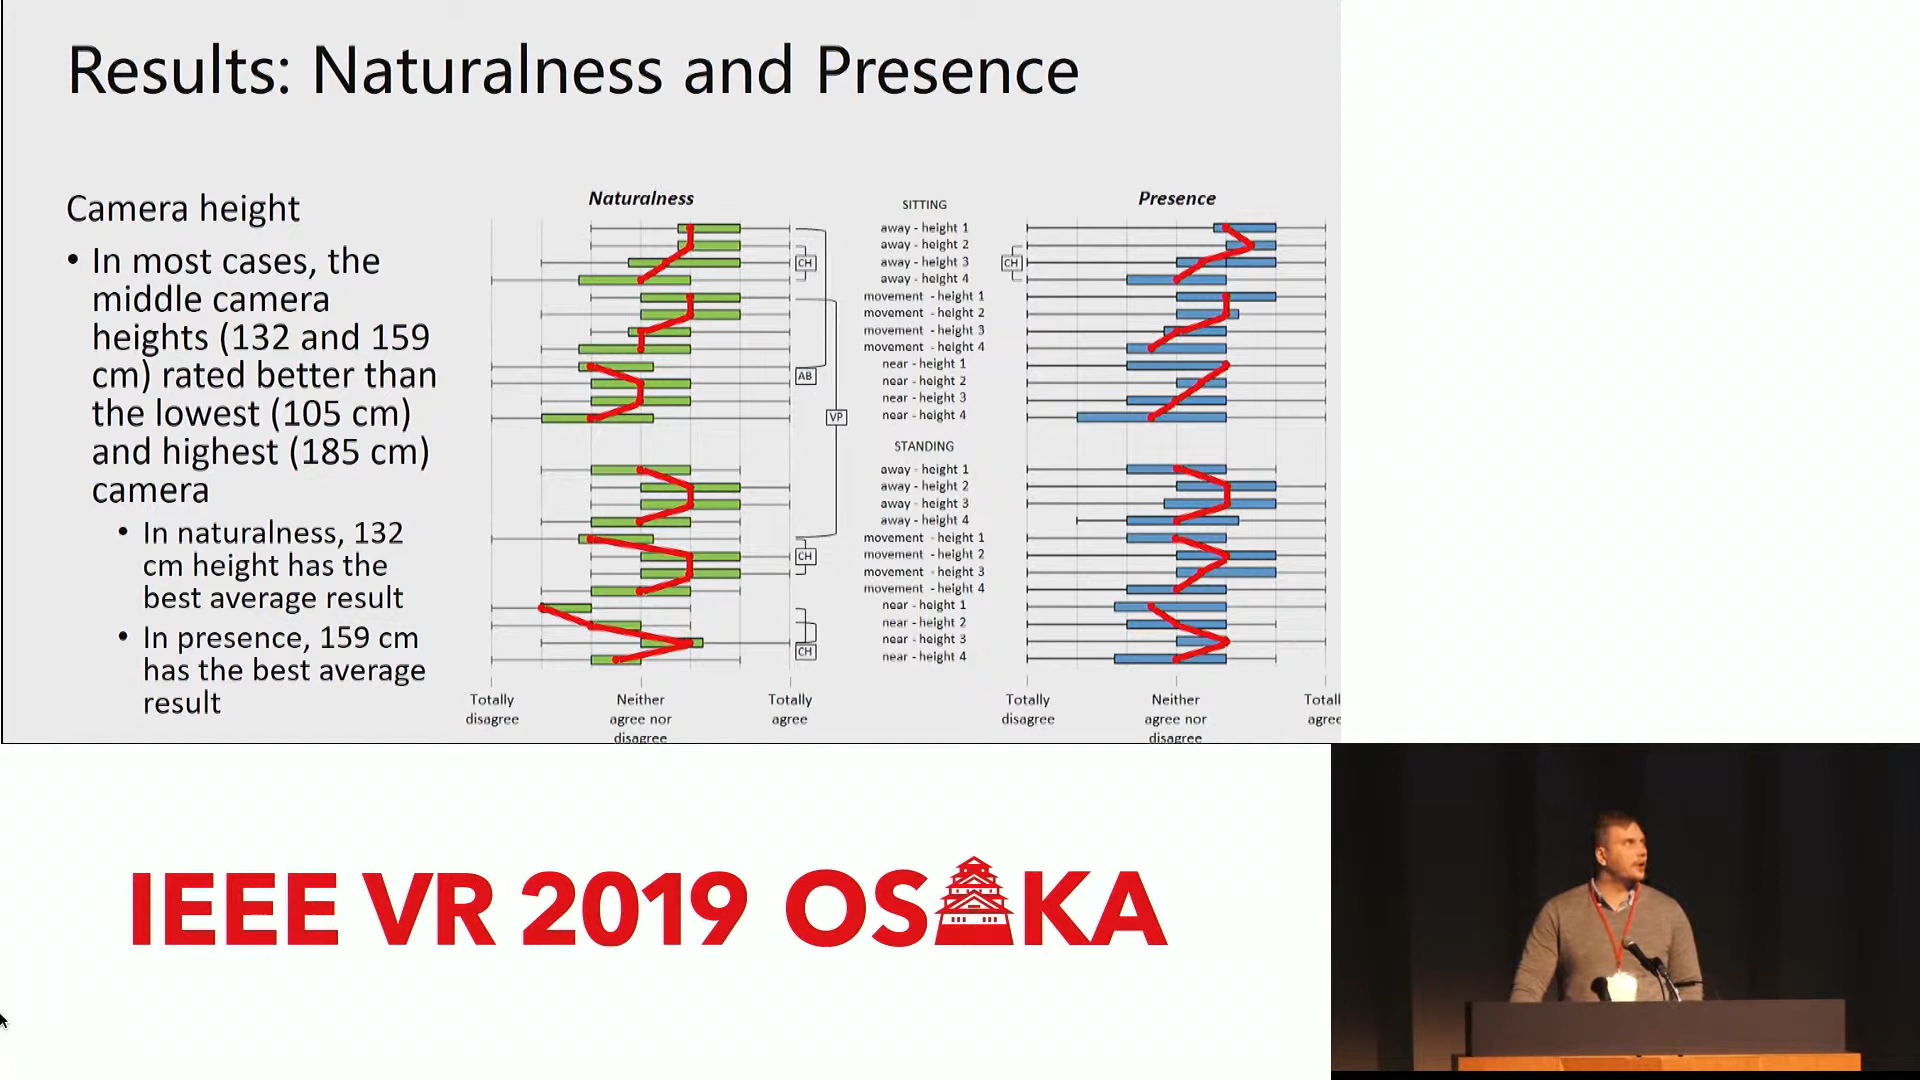 Results: Naturalness and Presence
Camera height
• In most cases, the
middle camera
heights (132 and 159
cm) rated better than
the lowest (105 cm)
and highest (185 cm)
camera
• In naturalness, 132
cm height has the
best average result
• In presence, 159 cm
has the best average
result
Naturalness
CH
AB
VP
CH
CH
Totally
disagree
Neither
agree nor
disagree
Totally
agree
SITTING
away - height 1
away - height 2
away - height 3
away - height 4
movement - height 1
movement - height 2
movement - height 3
movement - height 4
near - height 1
near - height 2
near - height 3
near - height 4
STANDING
away - height 1
away - height 2
away - height 3
away - height 4
movement - height 1
movement - height 2
movement - height 3
movement - height 4
near - height 1
near - height 2
near - height 3
near - height 4
Presence
CH
Totally
disagree
Neither
agree nor
disagree
Totall
agre
IEEE VR 2019 OSAKA